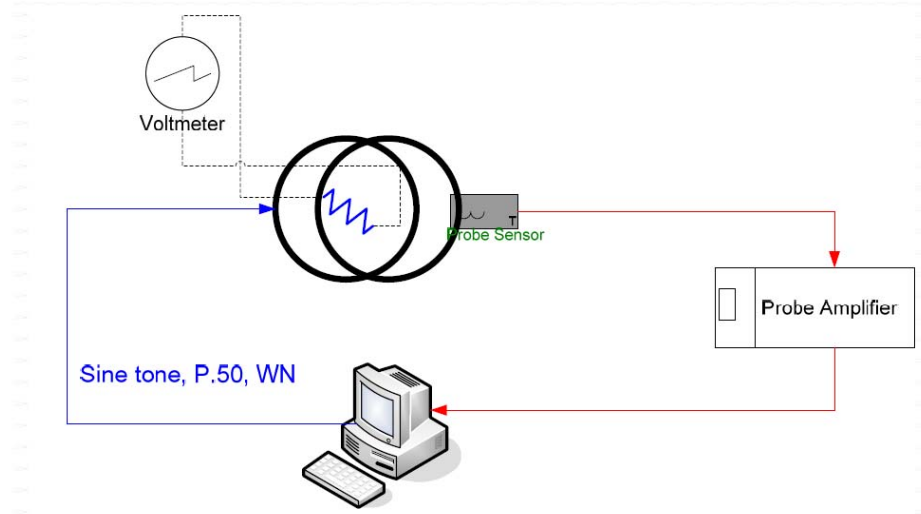 Voltmeter
T
Probe Sensor
Probe Amplifier
Sine tone, P.50, WN